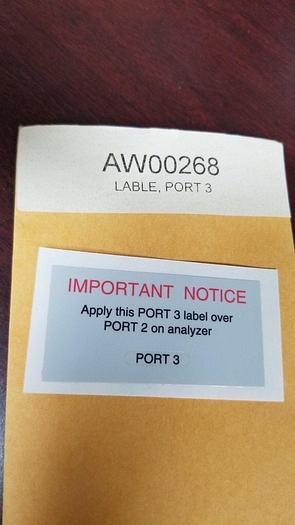 AW00268
LABLE, PORT 3
IMPORTANT NOTICE
Apply this PORT 3 label over
PORT 2 on analyzer
PORT 3